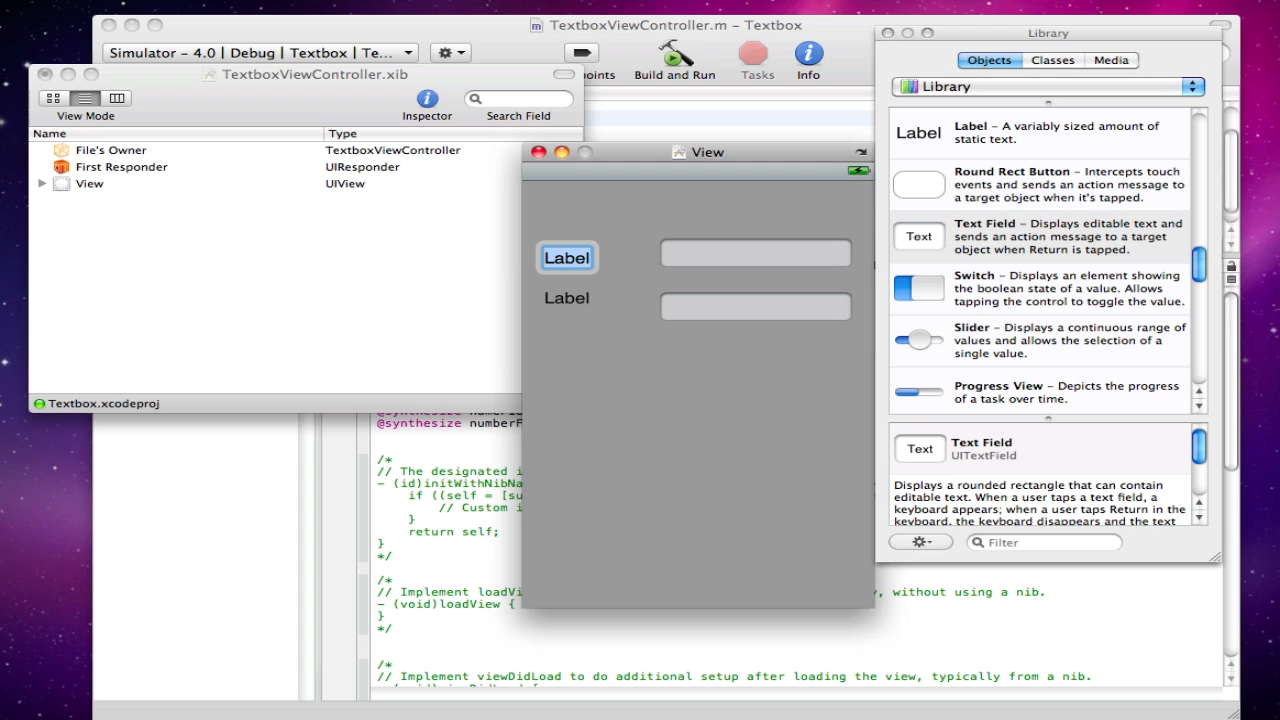 TextboxViewController.m – Textbox
Simulator – 4.0 | Debug | Textbox | Te...
Build and Run
Tasks
Info
TextboxViewController.xib
View Mode
Inspector
Search Field
Name
Type
File's Owner
TextboxViewController
First Responder
UIResponder
View
UIView
Textbox.xcodeproj
View
Label
Label
Library
Objects
Classes
Media
Library
Label
Label – A variably sized amount of
static text.
Round Rect Button – Intercepts touch
events and sends an action message to
a target object when it's tapped.
Text
Text Field – Displays editable text and
sends an action message to a target
object when Return is tapped.
Switch – Displays an element showing
the boolean state of a value. Allows
tapping the control to toggle the value.
Slider – Displays a continuous range of
values and allows the selection of a
single value.
Progress View – Depicts the progress
of a task over time.
Text
Text Field
UITextField
Displays a rounded rectangle that can contain
editable text. When a user taps a text field, a
keyboard appears; when a user taps Return in the
keyboard, the keyboard disappears and the text
Filter
@synthesize
@synthesize numberF
/*
// The designated i
- (id)initWithNibNa
if ((self = [su
// Custom i
}
return self;
}
*/
/*
// Implement loadVi
, without using a nib.
- (void)loadView {
}
*/
/*
// Implement viewDidLoad to do additional setup after loading the view, typically from a nib.